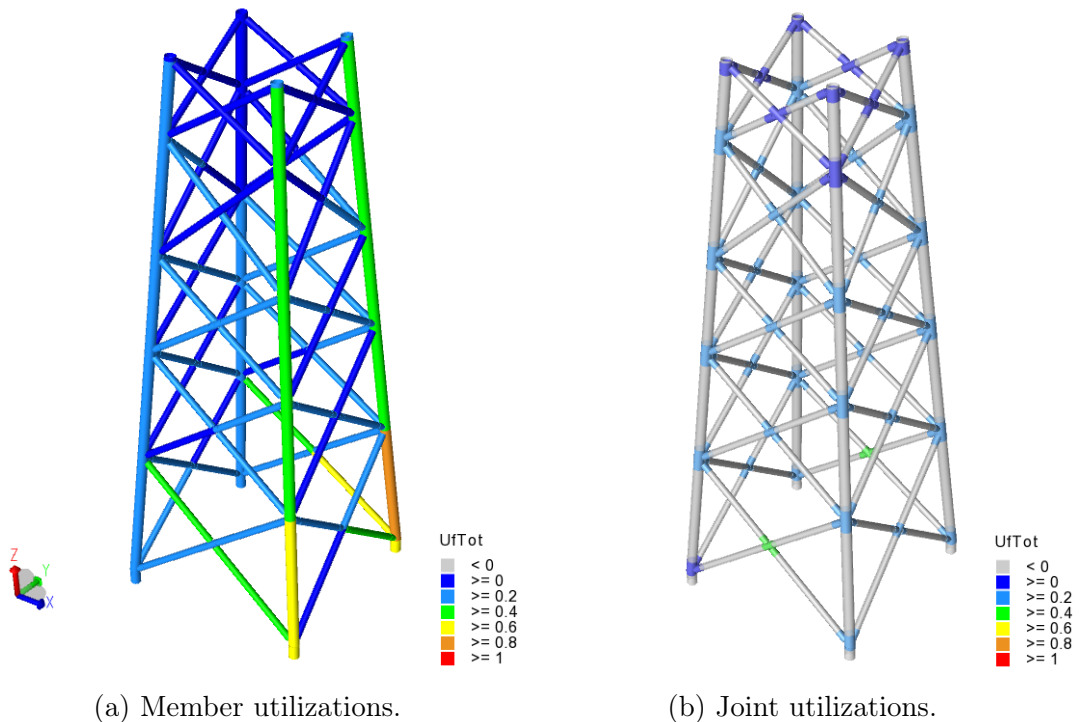 Z
Y
X
UfTot
< 0
>= 0
>= 0.2
>= 0.4
>= 0.6
>= 0.8
>= 1
UfTot
< 0
>= 0
>= 0.2
>= 0.4
>= 0.6
>= 0.8
>= 1
(a) Member utilizations.
(b) Joint utilizations.